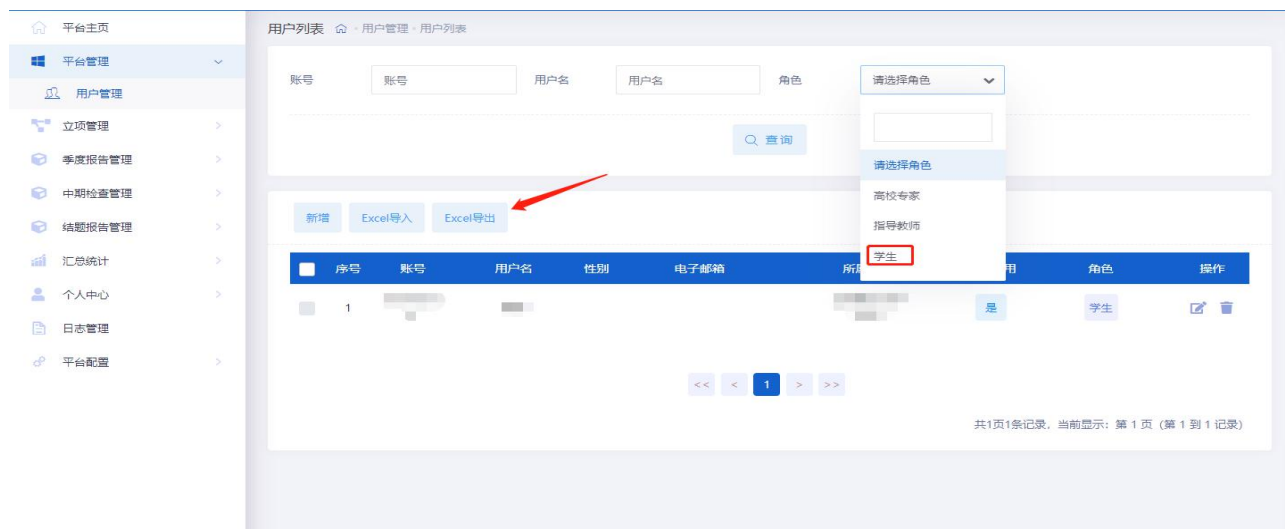 平台主页
平台管理
用户管理
立项管理
季度报告管理
中期检查管理
结题报告管理
汇总统计
个人中心
日志管理
平台配置
用户列表 - 用户管理 - 用户列表
账号 账号 用户名 用户名 角色 请选择角色
查询
请选择角色
高校专家
指导教师
学生
新增 Excel导入 Excel导出
序号 账号 用户名 性别 电子邮箱 角色 操作
1 是 学生
<< < 1 > >>
共1页1条记录, 当前显示: 第 1 页 (第 1 到 1 记录)